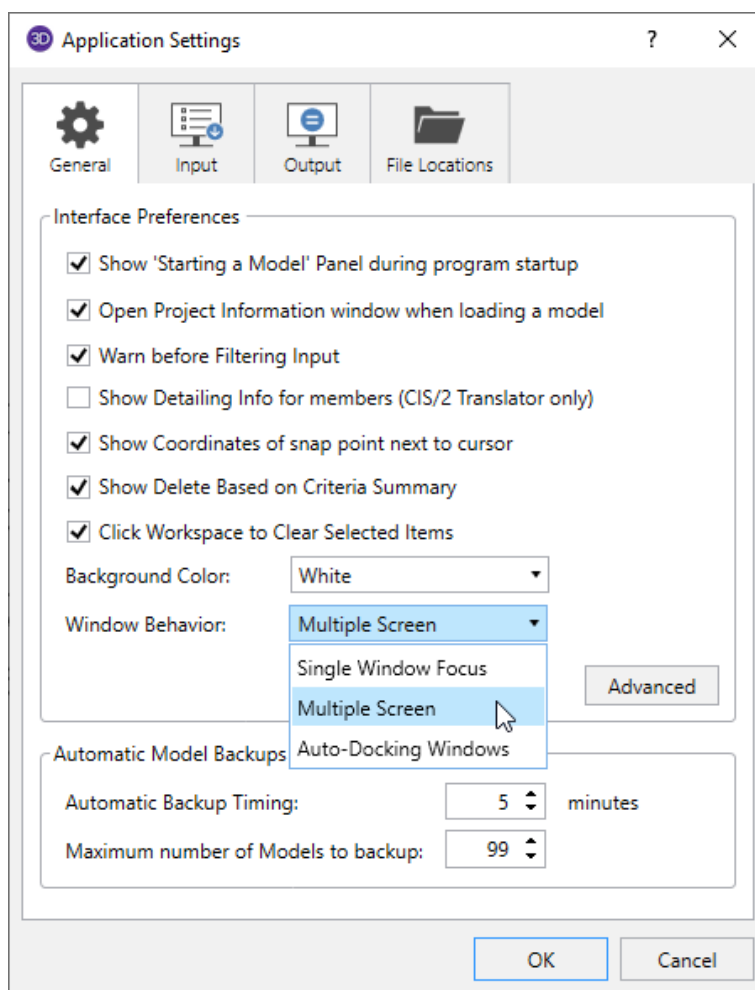 3D Application Settings ?
General Input Output File Locations
Interface Preferences
Show 'Starting a Model' Panel during program startup
Open Project Information window when loading a model
Warn before Filtering Input
Show Detailing Info for members (CIS/2 Translator only)
Show Coordinates of snap point next to cursor
Show Delete Based on Criteria Summary
Click Workspace to Clear Selected Items
Background Color: White
Window Behavior: Multiple Screen
Single Window Focus
Advanced
Multiple Screen
Auto-Docking Windows
Automatic Model Backups
Automatic Backup Timing: 5 minutes
Maximum number of Models to backup: 99
OK Cancel